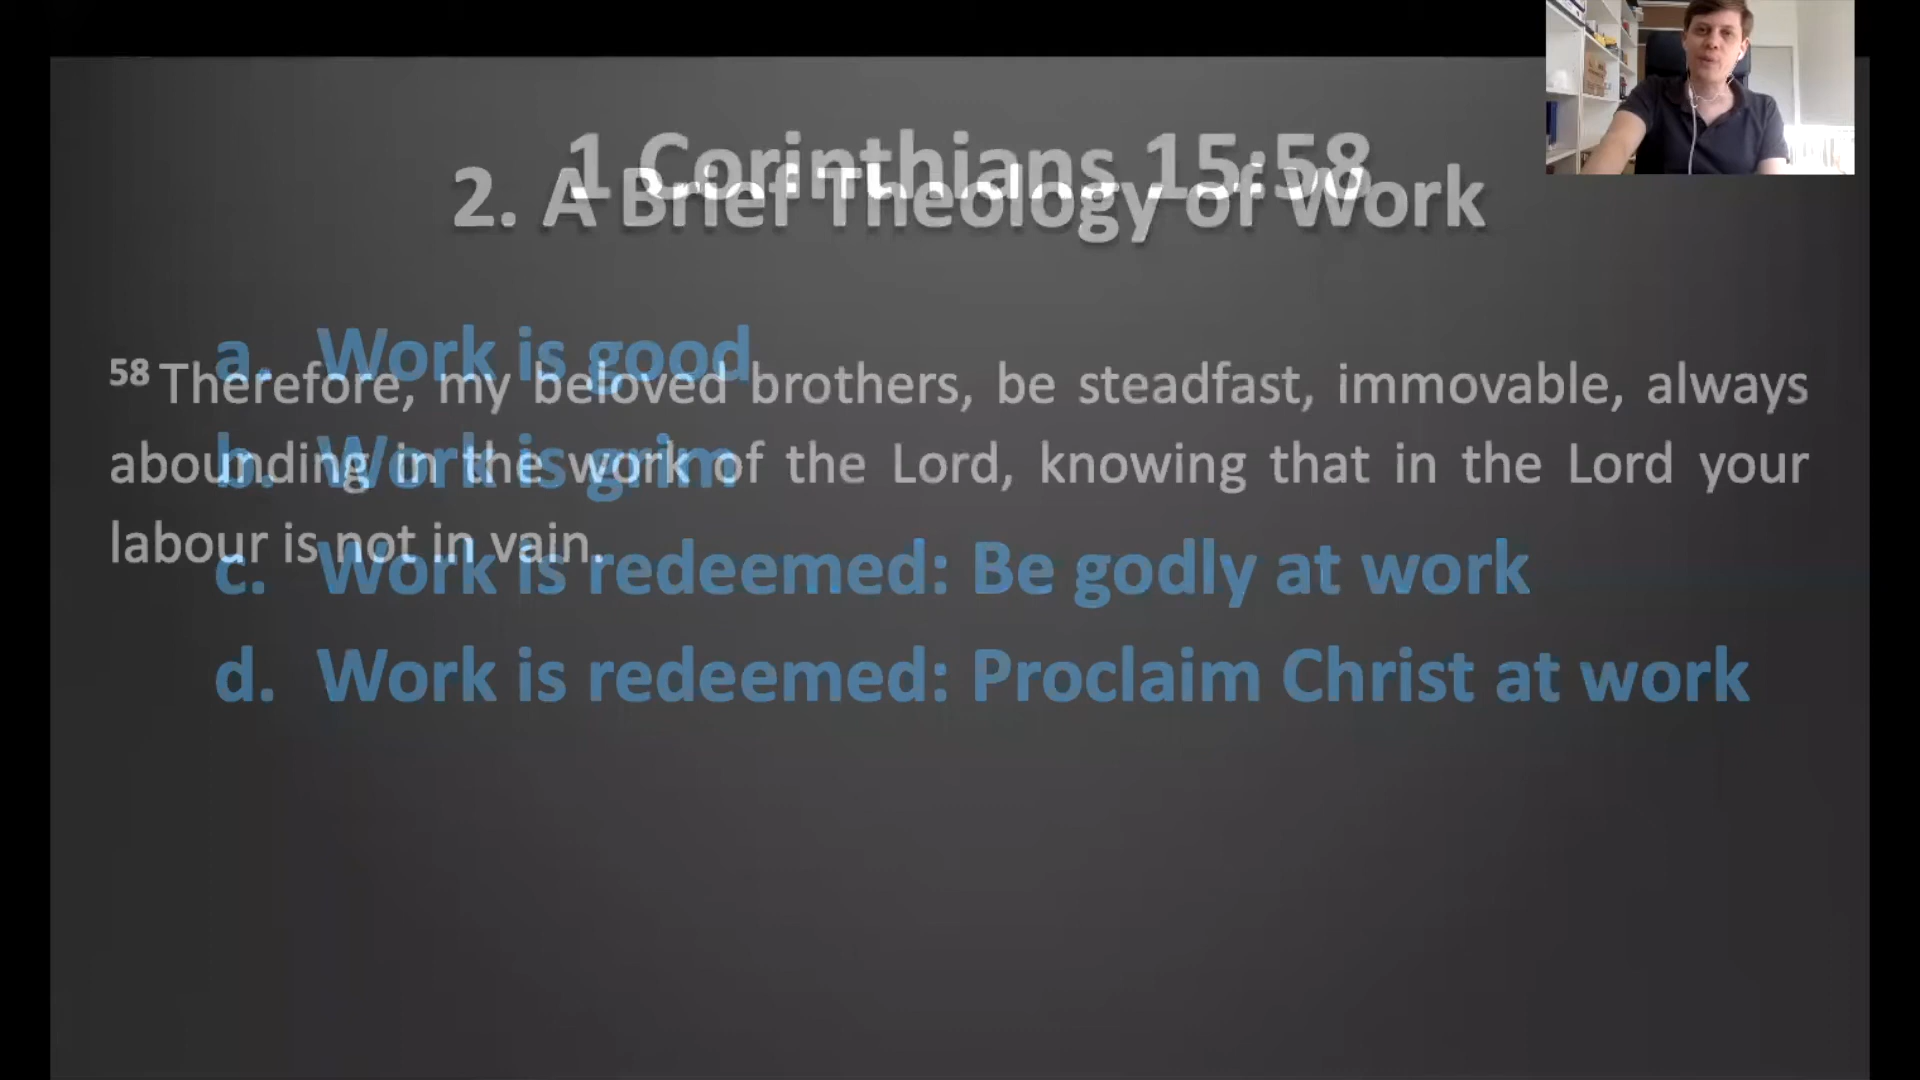 1 Corinthians 15:58
2. A Brief Theology of Work
a. Work is good
58 Therefore, my beloved brothers, be steadfast, immovable, always
b. Work is grim
abounding in the work of the Lord, knowing that in the Lord your
labour is not in vain.
c. Work is redeemed: Be godly at work
d. Work is redeemed: Proclaim Christ at work